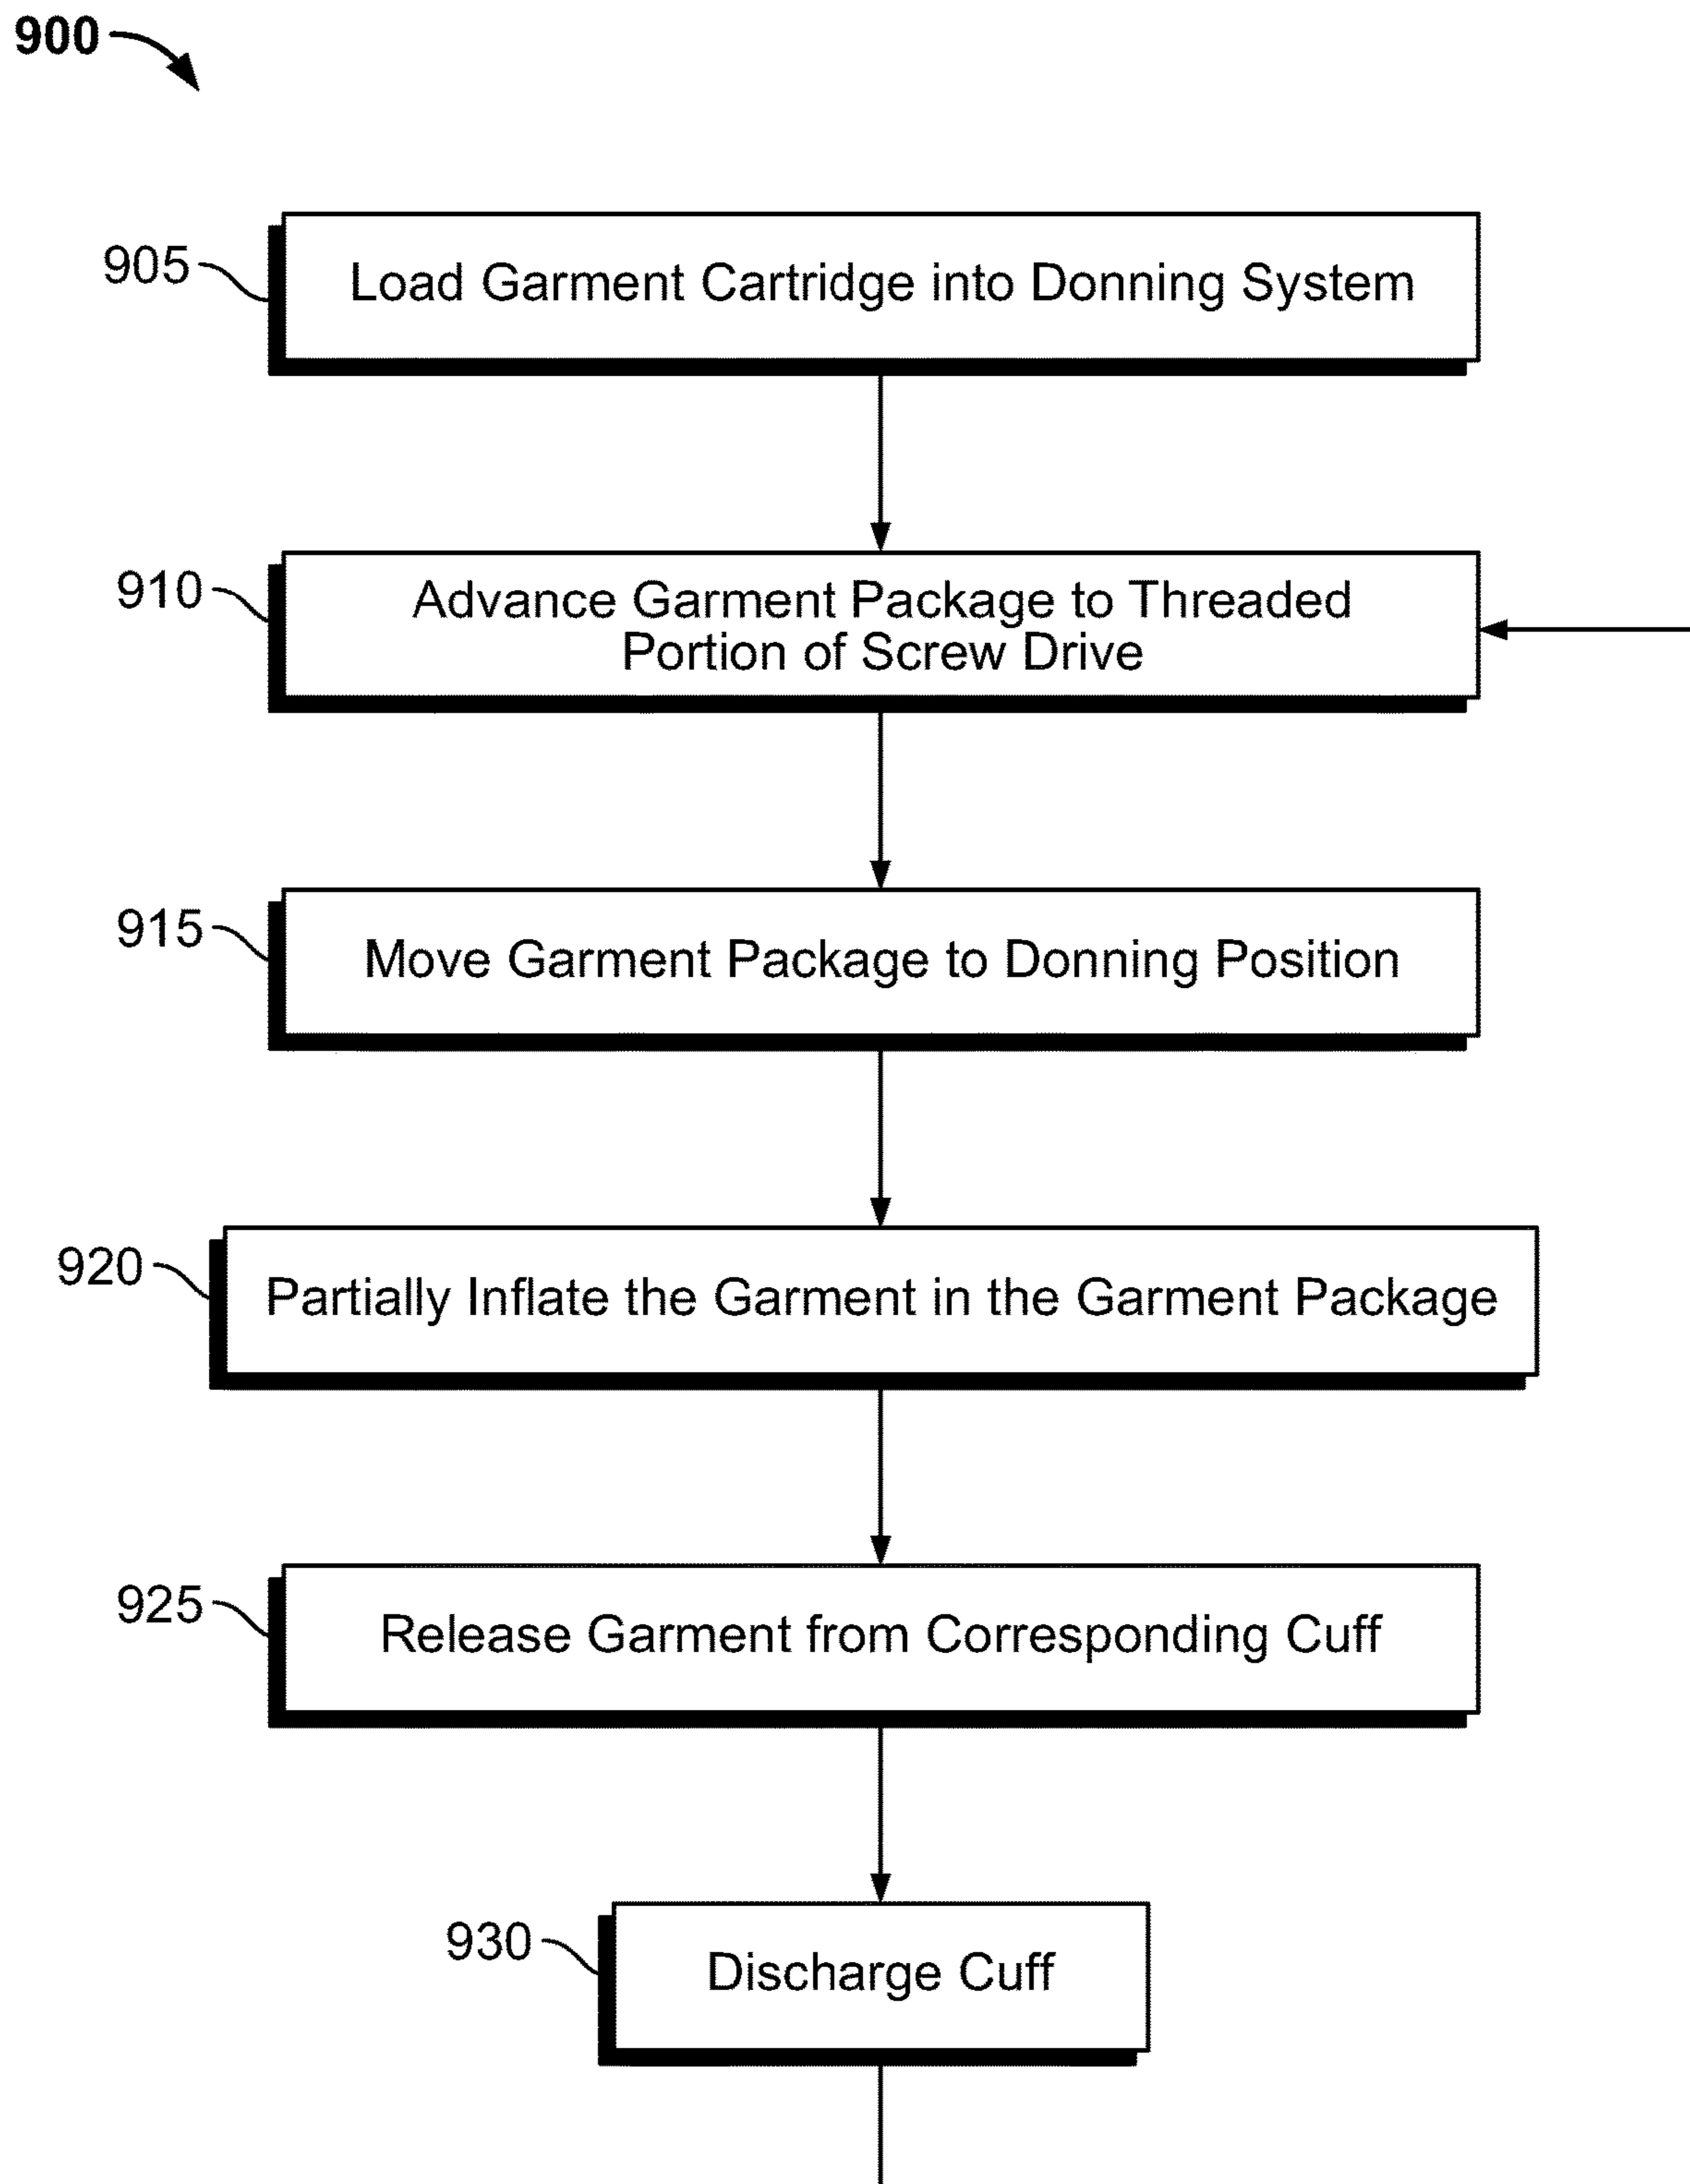 900
905
Load Garment Cartridge into Donning System
910
Advance Garment Package to Threaded
Portion of Screw Drive
915
Move Garment Package to Donning Position
920
Partially Inflate the Garment in the Garment Package
925
Release Garment from Corresponding Cuff
930
Discharge Cuff